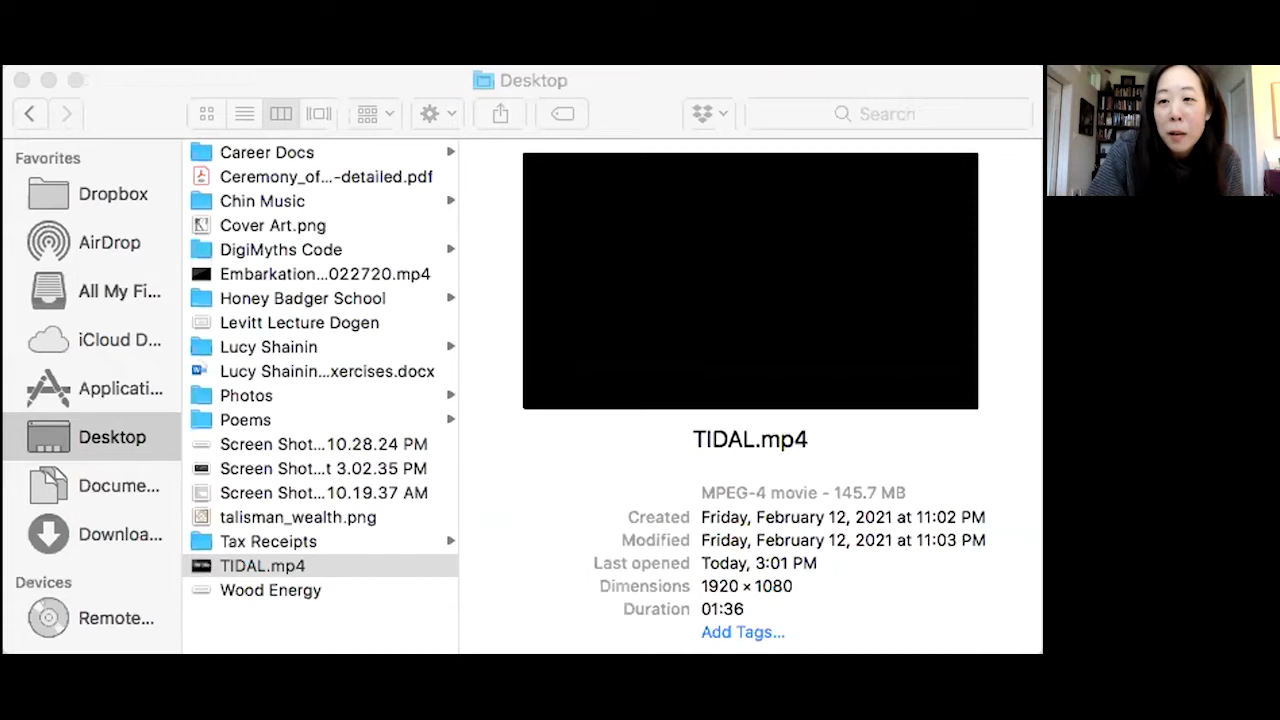 Desktop
Search
Favorites
Dropbox
AirDrop
All My Fi...
iCloud D...
Applicati...
Desktop
Docume...
Downloa...
Devices
Remote...
Career Docs
Ceremony_of...-detailed.pdf
Chin Music
Cover Art.png
DigiMyths Code
Embarkation...022720.mp4
Honey Badger School
Levitt Lecture Dogen
Lucy Shainin
Lucy Shainin...xercises.docx
Photos
Poems
Screen Shot...10.28.24 PM
Screen Shot...t 3.02.35 PM
Screen Shot...10.19.37 AM
talisman_wealth.png
Tax Receipts
TIDAL.mp4
Wood Energy
TIDAL.mp4
MPEG-4 movie - 145.7 MB
Created Friday, February 12, 2021 at 11:02 PM
Modified Friday, February 12, 2021 at 11:03 PM
Last opened Today, 3:01 PM
Dimensions 1920 × 1080
Duration 01:36
Add Tags...